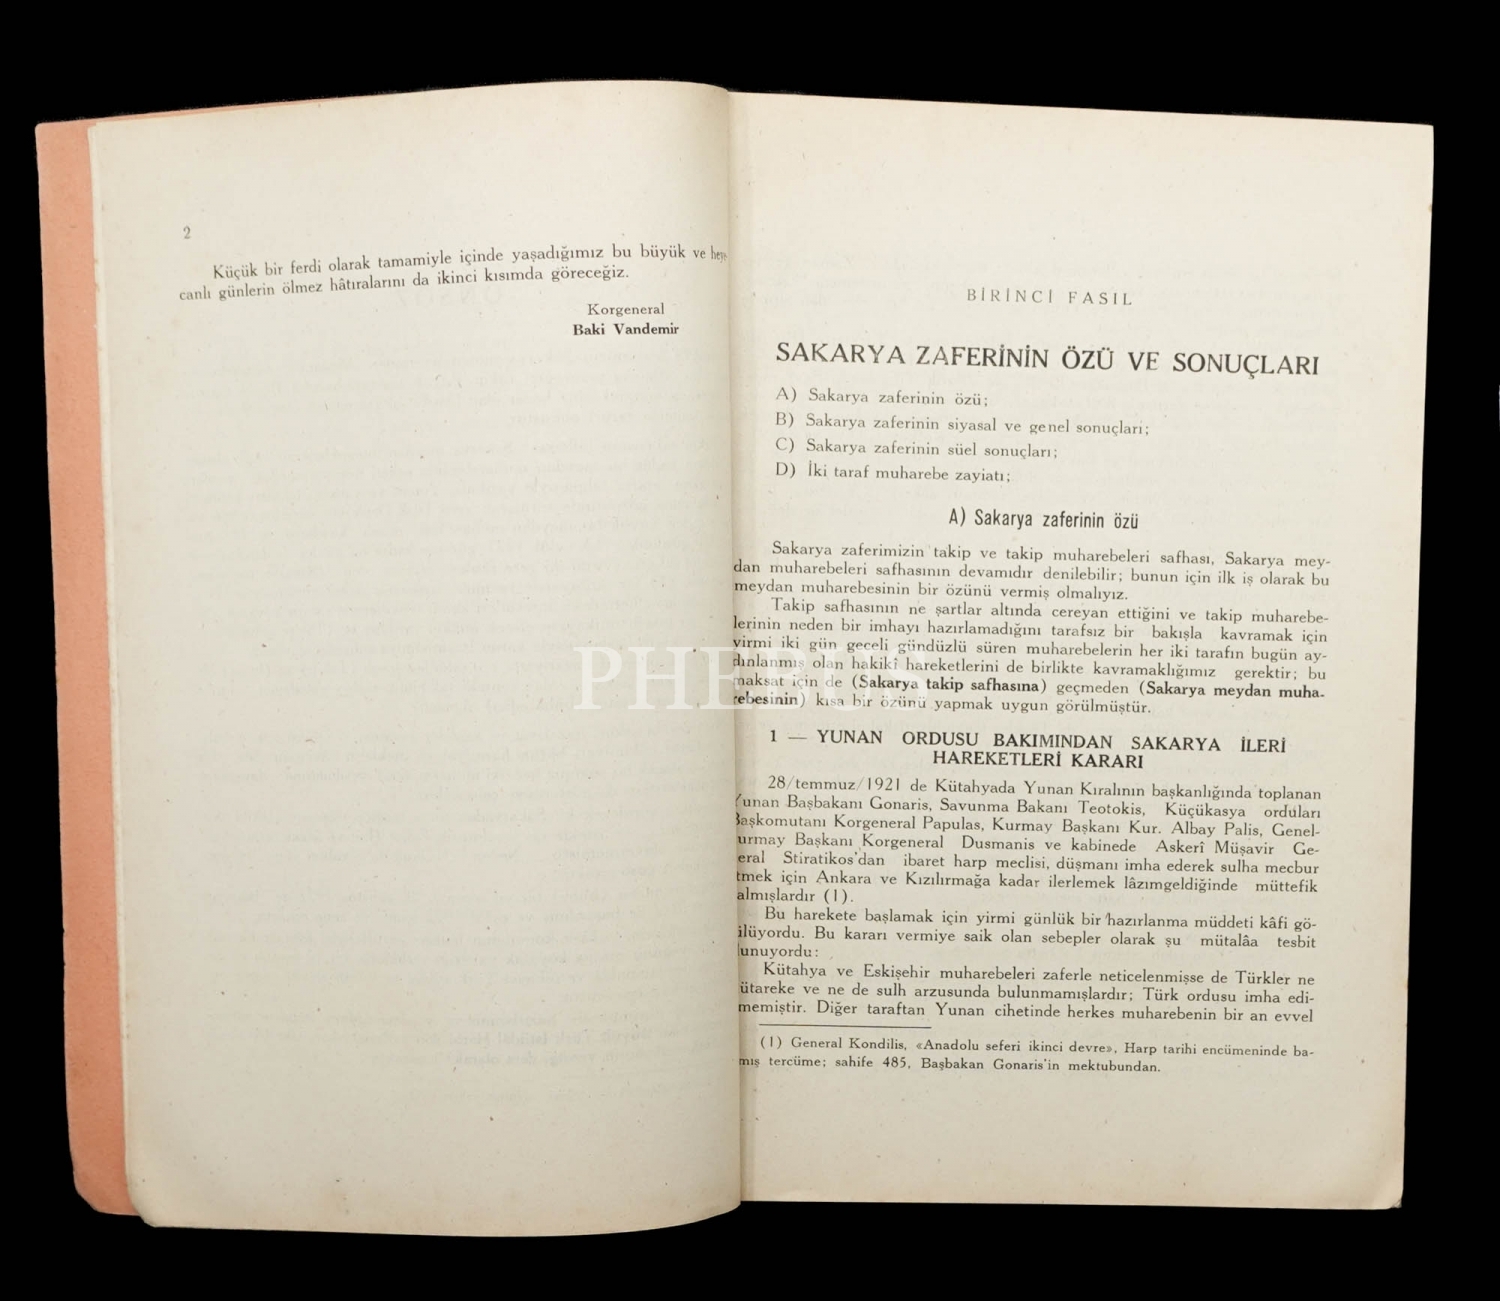 2
Küçük bir ferdi olarak tamamiyle içinde yaşadığımız bu büyük ve heye-
canlı günlerin ölmez hâtıralarını da ikinci kısımda göreceğiz.
Korgeneral
Baki Vandemir
BİRİNCİ FASIL
SAKARYA ZAFERİNİN ÖZÜ VE SONUÇLARI
A) Sakarya zaferinin özü;
B) Sakarya zaferinin siyasal ve genel sonuçları;
C) Sakarya zaferinin süel sonuçları;
D) İki taraf muharebe zayiatı;
A) Sakarya zaferinin özü
Sakarya zaferimizin takip ve takip muharebeleri safhası, Sakarya mey-
dan muharebeleri safhasının devamıdır denilebilir; bunun için ilk iş olarak bu
meydan muharebesinin bir özünü vermiş olmalıyız.
Takip safhasının ne şartlar altında cereyan ettiğini ve takip muharebe-
lerinin neden bir imhayı hazırlamadığını tarafsız bir bakışla kavramak için
yirmi iki gün geceli gündüzlü süren muharebelerin her iki tarafın bugün ay-
dınlanmış olan hakikî hareketlerini de birlikte kavramaklığımız gerektir; bu
maksat için de (Sakarya takip safhasına) geçmeden (Sakarya meydan muha-
rebesinin) kısa bir özünü yapmak uygun görülmüştür.
PHEBUS
1 — YUNAN ORDUSU BAKIMINDAN SAKARYA İLERİ
HAREKETLERİ KARARI
28/temmuz/1921 de Kütahyada Yunan Kıralının başkanlığında toplanan
Yunan Başbakanı Gonaris, Savunma Bakanı Teotokis, Küçükasya orduları
Başkomutanı Korgeneral Papulas, Kurmay Başkanı Kur. Albay Palis, Genel-
urmay Başkanı Korgeneral Dusmanis ve kabinede Askerî Müşavir Ge-
eral Stiratikos'dan ibaret harp meclisi, düşmanı imha ederek sulha mecbur
tmek için Ankara ve Kızılırmağa kadar ilerlemek lâzımgeldiğinde müttefik
almışlardır (1).
Bu harekete başlamak için yirmi günlük bir hazırlanma müddeti kâfi gö-
ülüyordu. Bu kararı vermiye saik olan sebepler olarak şu mütalâa tesbit
unuyordu:
Kütahya ve Eskişehir muharebeleri zaferle neticelenmişse de Türkler ne
ütareke ve ne de sulh arzusunda bulunmamışlardır; Türk ordusu imha edi-
memiştir. Diğer taraftan Yunan cihetinde herkes muharebenin bir an evvel
(1) General Kondilis, «Anadolu seferi ikinci devre», Harp tarihi encümeninde ba-
mış tercüme; sahife 485, Başbakan Gonaris'in mektubundan.